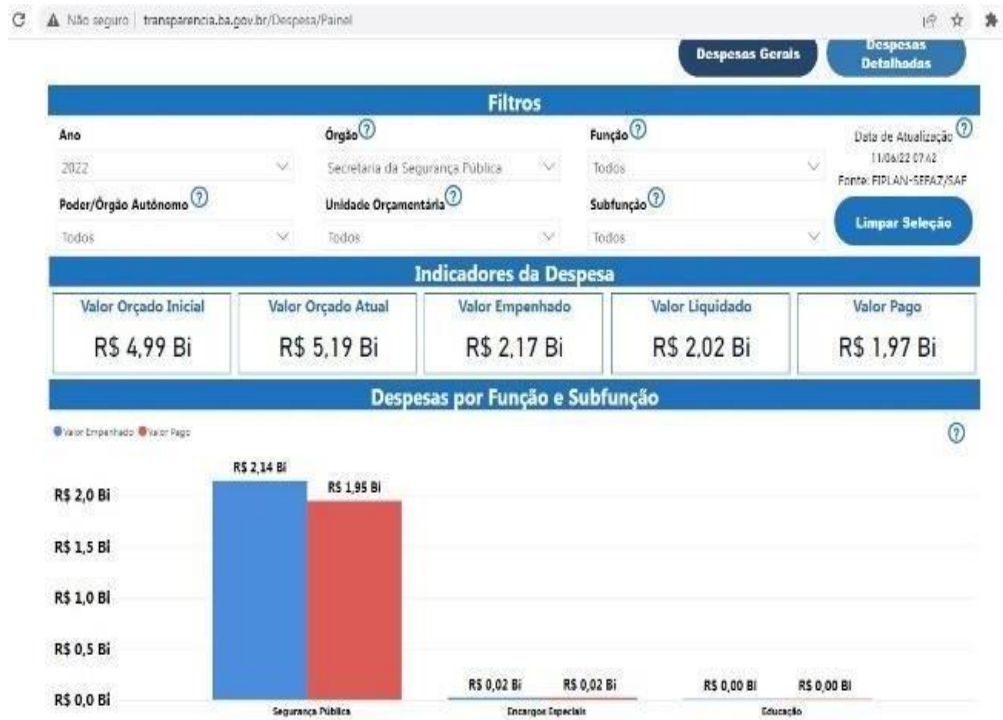 Não seguro | transparencia.ba.gov.br/Despesa/Painel
Despesas Gerais
Despesas
Detalhadas
Filtros
Ano
Órgão ?
Função ?
Data de Atualização ?
2022
Secretaria da Segurança Pública
Todos
11/06/22 07:42
Fonte: FIPLAN-SEFAZ/SAF
Poder/Órgão Autônomo ?
Unidade Orçamentária ?
Subfunção ?
Limpar Seleção
Todos
Todos
Todos
Indicadores da Despesa
Valor Orçado Inicial
Valor Orçado Atual
Valor Empenhado
Valor Liquidado
Valor Pago
R$ 4,99 Bi
R$ 5,19 Bi
R$ 2,17 Bi
R$ 2,02 Bi
R$ 1,97 Bi
Despesas por Função e Subfunção
Valor Empenhado Valor Pago
?
R$ 2,14 Bi
R$ 1,95 Bi
R$ 2,0 Bi
R$ 1,5 Bi
R$ 1,0 Bi
R$ 0,5 Bi
R$ 0,02 Bi
R$ 0,02 Bi
R$ 0,00 Bi
R$ 0,00 Bi
R$ 0,0 Bi
Segurança Pública
Encargos Especiais
Educação